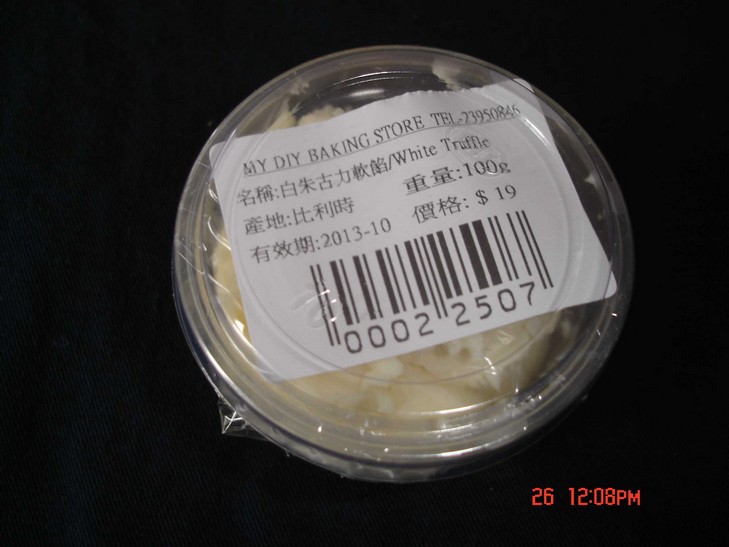 MY DIY BAKING STORE TEL-23950846
名稱:白朱古力軟餡/White Truffle
產地:比利時 重量:100g
有效期:2013-10 價格: $ 19
0002 2507
26 12:08PM